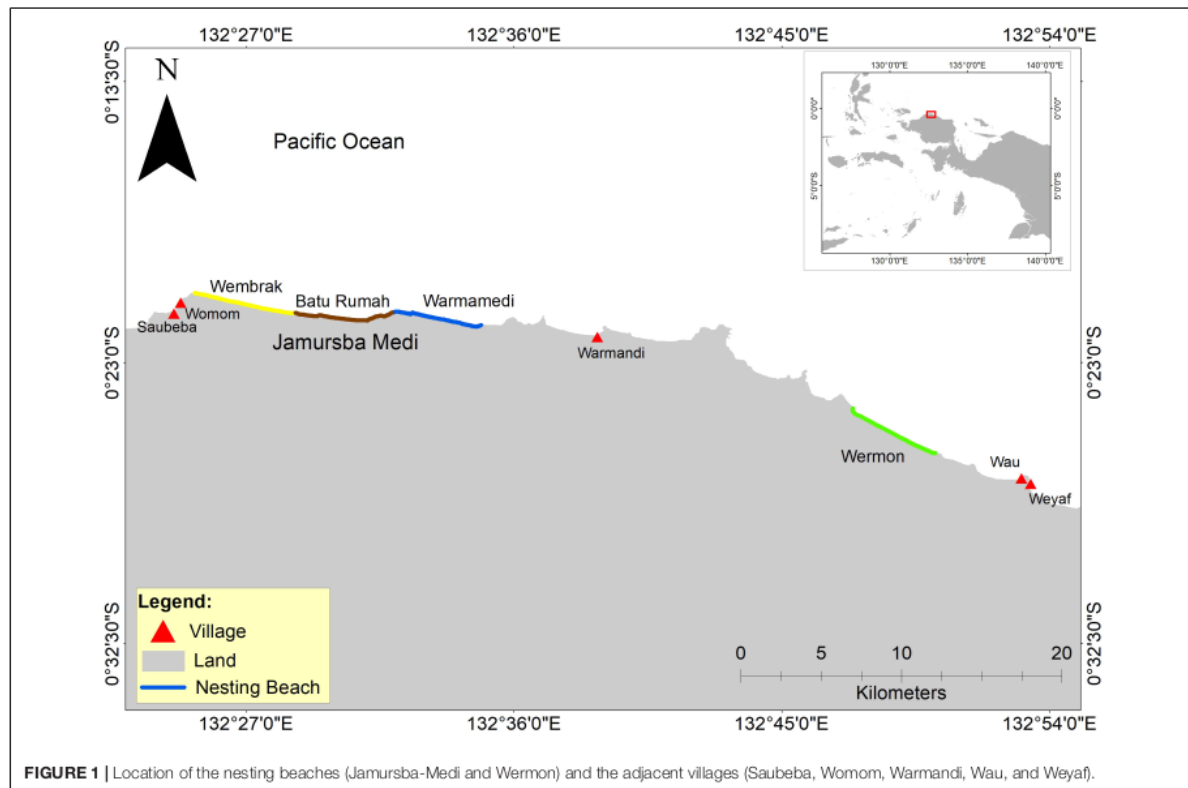 132°27'0"E 132°36'0"E 132°45'0"E 132°54'0"E
0°13'30"S
0°13'30"S
N
Pacific Ocean
130°0'0"E 135°0'0"E 140°0'0"E
0°0'0"
0°0'0"
5°0'0"S
5°0'0"S
130°0'0"E 135°0'0"E 140°0'0"E
Wembrak
Batu Rumah
Warmamedi
Womom
Saubeba
Jamursba Medi
Warmandi
0°23'0"S
0°23'0"S
Wermon
Wau
Weyaf
Legend:
Village
Land
Nesting Beach
0°32'30"S
0°32'30"S
0 5 10 20
Kilometers
132°27'0"E 132°36'0"E 132°45'0"E 132°54'0"E
FIGURE 1 | Location of the nesting beaches (Jamursba-Medi and Wermon) and the adjacent villages (Saubeba, Womom, Warmandi, Wau, and Weyaf).